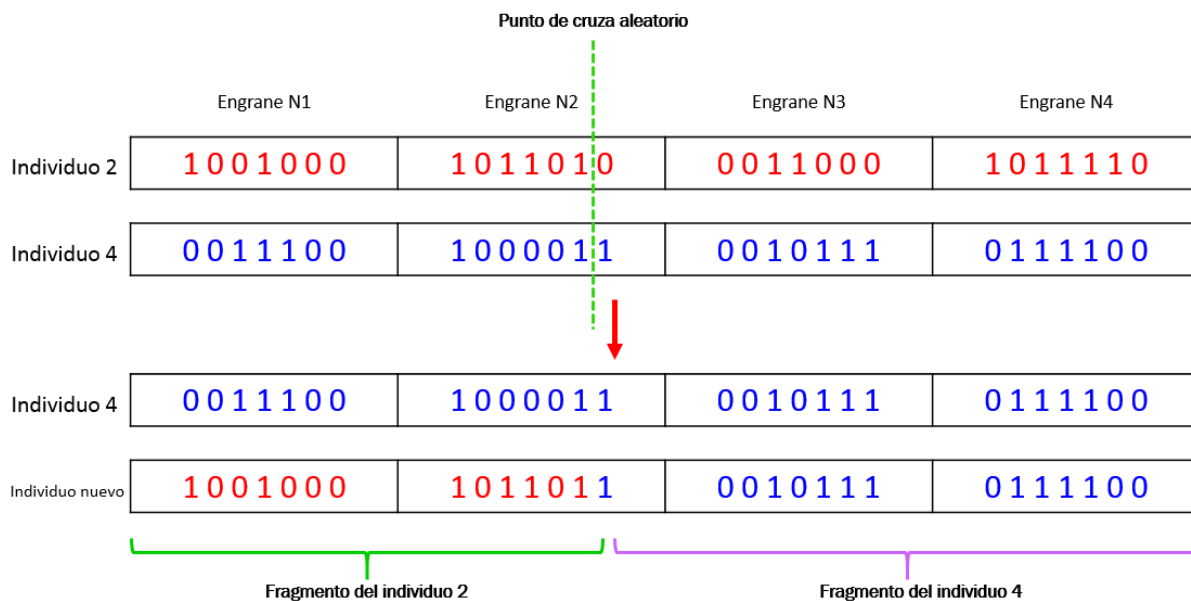 Punto de cruza aleatorio
Engrane N1 Engrane N2 Engrane N3 Engrane N4
Individuo 2 1001000 1011010 0011000 1011110
Individuo 4 0011100 1000011 0010111 0111100
Individuo 4 0011100 1000011 0010111 0111100
Individuo nuevo 1001000 1011011 0010111 0111100
Fragmento del individuo 2 Fragmento del individuo 4